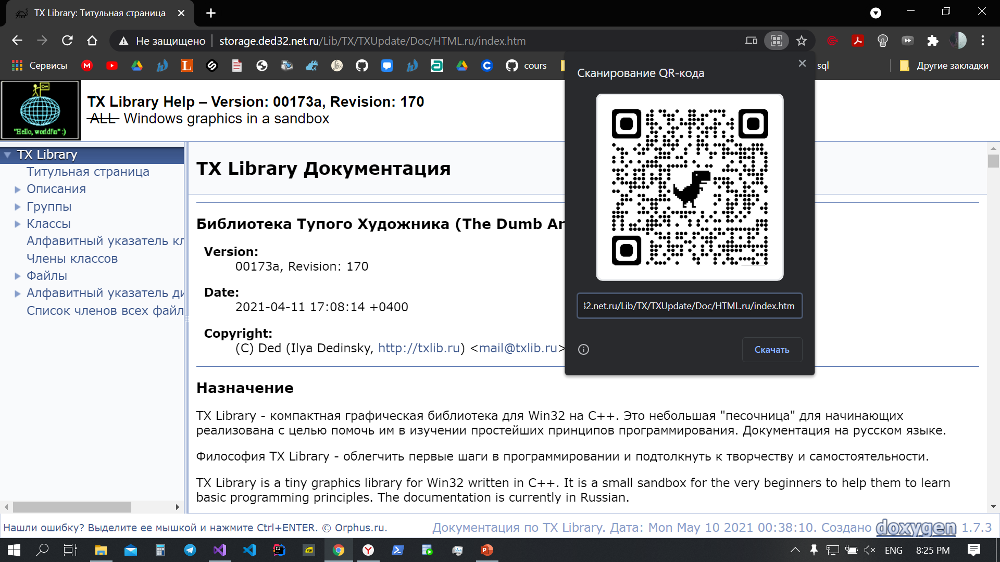 TX Library: Титульная страница
Не защищено
storage.ded32.net.ru/Lib/TX/TXUpdate/Doc/HTML.ru/index.htm
Сервисы
cours
sql
Другие закладки
C++
"Hello, world!\n" :)
TX Library Help – Version: 00173a, Revision: 170
ALL Windows graphics in a sandbox
TX Library
Титульная страница
Описания
Группы
Классы
Алфавитный указатель кл
Члены классов
Файлы
Алфавитный указатель ди
Список членов всех файл
TX Library Документация
Библиотека Тупого Художника (The Dumb Ar
Version:
00173a, Revision: 170
Date:
2021-04-11 17:08:14 +0400
Copyright:
(C) Ded (Ilya Dedinsky, http://txlib.ru) <mail@txlib.ru>
Назначение
TX Library - компактная графическая библиотека для Win32 на С++. Это небольшая "песочница" для начинающих
реализована с целью помочь им в изучении простейших принципов программирования. Документация на русском языке.
Философия TX Library - облегчить первые шаги в программировании и подтолкнуть к творчеству и самостоятельности.
TX Library is a tiny graphics library for Win32 written in C++. It is a small sandbox for the very beginners to help them to learn
basic programming principles. The documentation is currently in Russian.
Сканирование QR-кода
32.net.ru/Lib/TX/TXUpdate/Doc/HTML.ru/index.htm
Скачать
Нашли ошибку? Выделите ее мышкой и нажмите Ctrl+ENTER. © Orphus.ru.
Документация по TX Library. Дата: Mon May 10 2021 00:38:10. Создано doxygen 1.7.3
ENG
8:25 PM